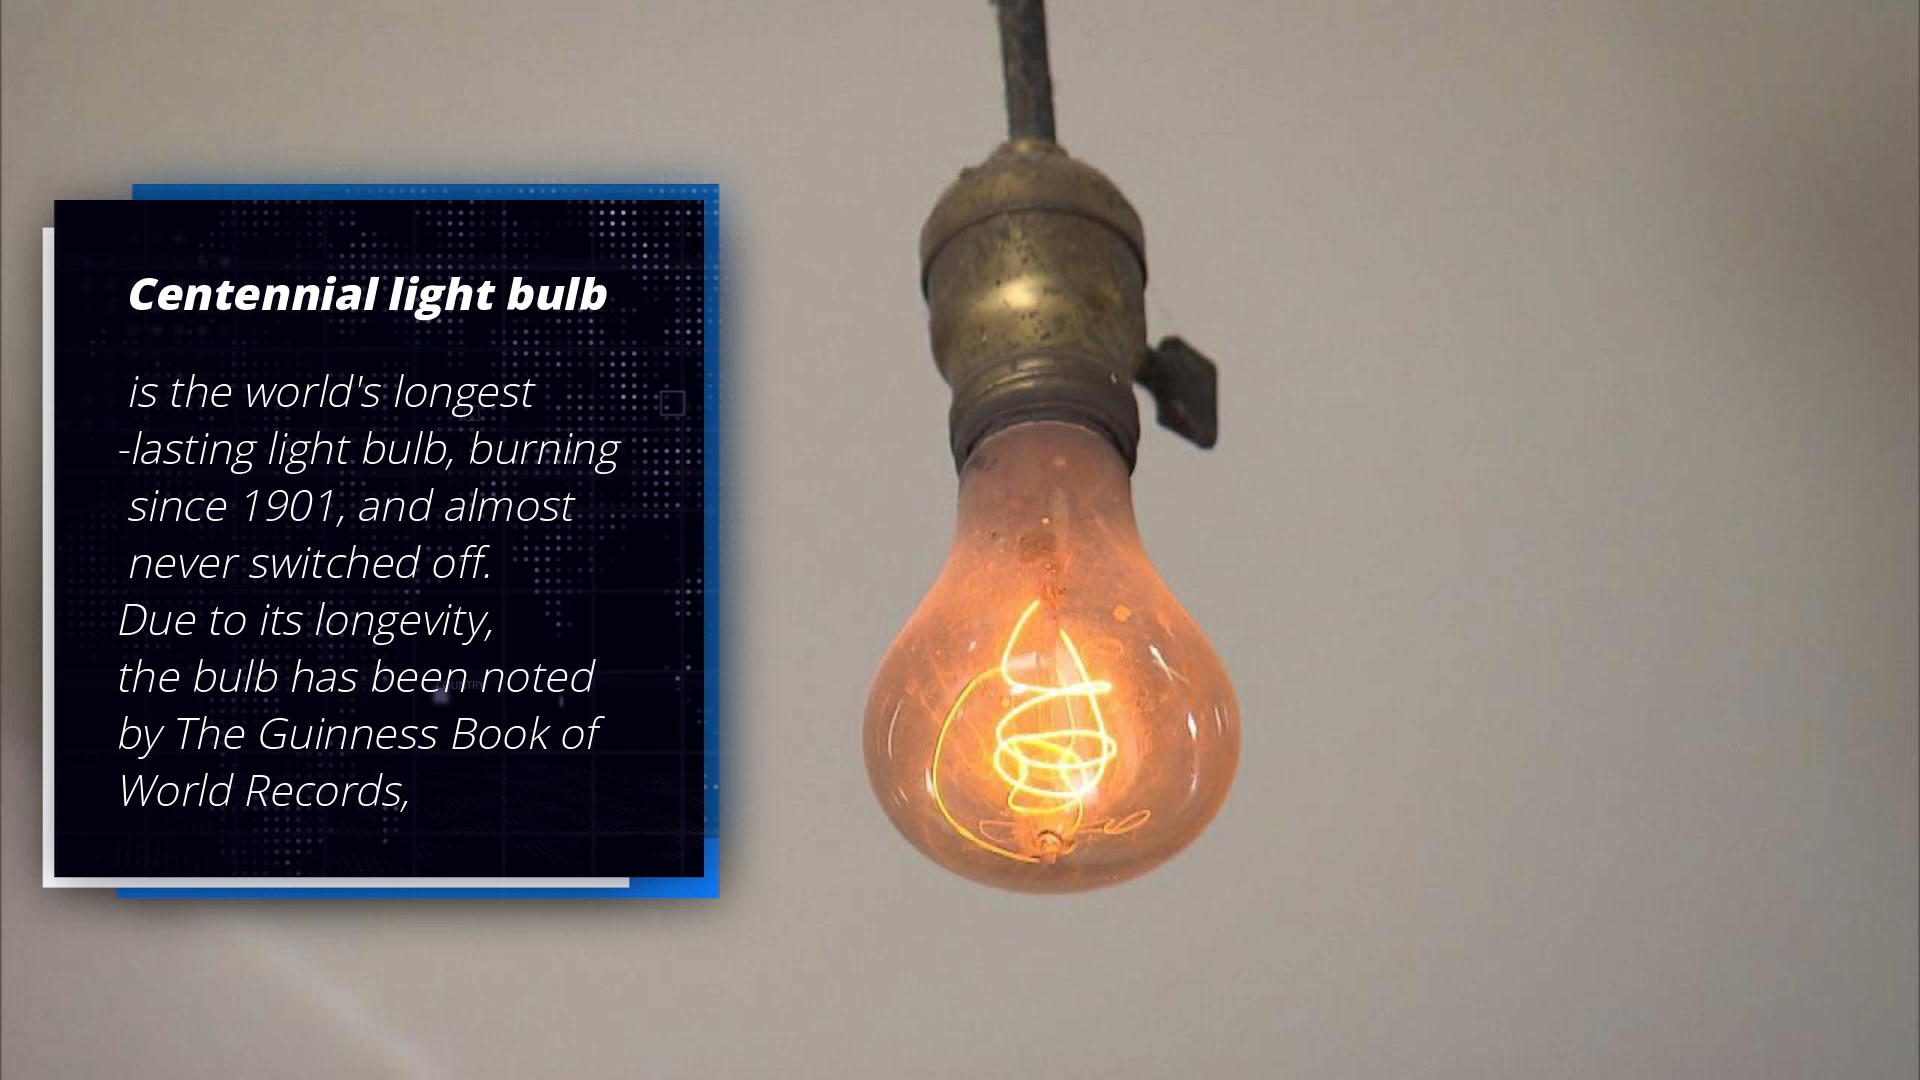 Centennial light bulb
is the world's longest
-lasting light bulb, burning
since 1901, and almost
never switched off.
Due to its longevity,
the bulb has been noted
by The Guinness Book of
World Records,